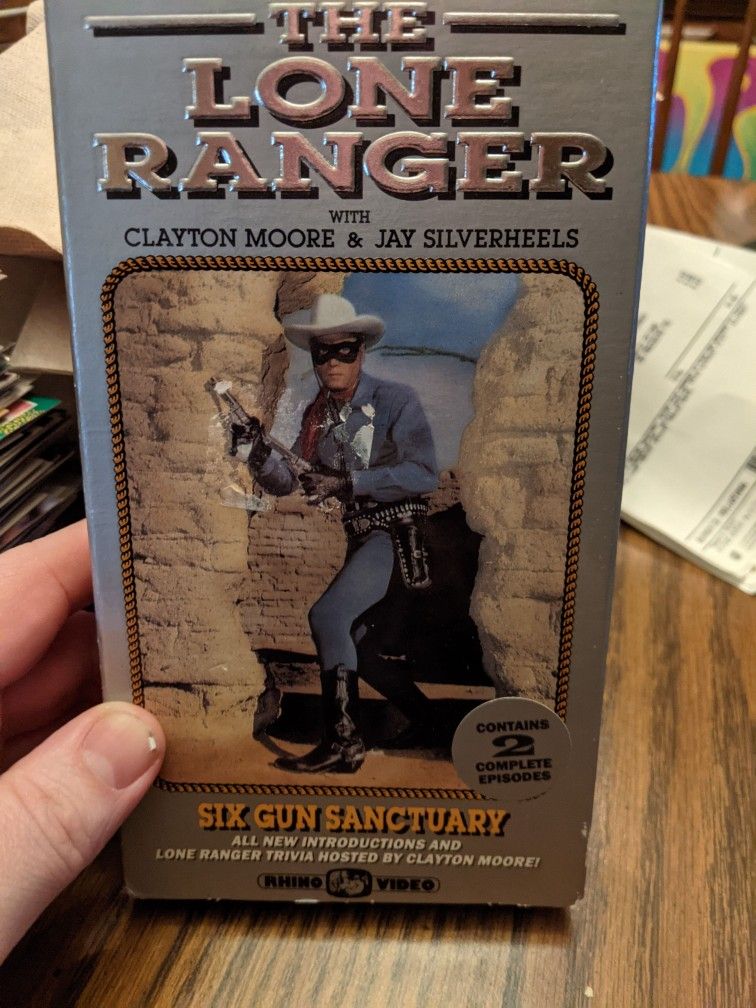 THE
LONE
RANGER
WITH
CLAYTON MOORE & JAY SILVERHEELS
CONTAINS
2
COMPLETE
EPISODES
SIX GUN SANCTUARY
ALL NEW INTRODUCTIONS AND
LONE RANGER TRIVIA HOSTED BY CLAYTON MOORE!
RHINO VIDEO